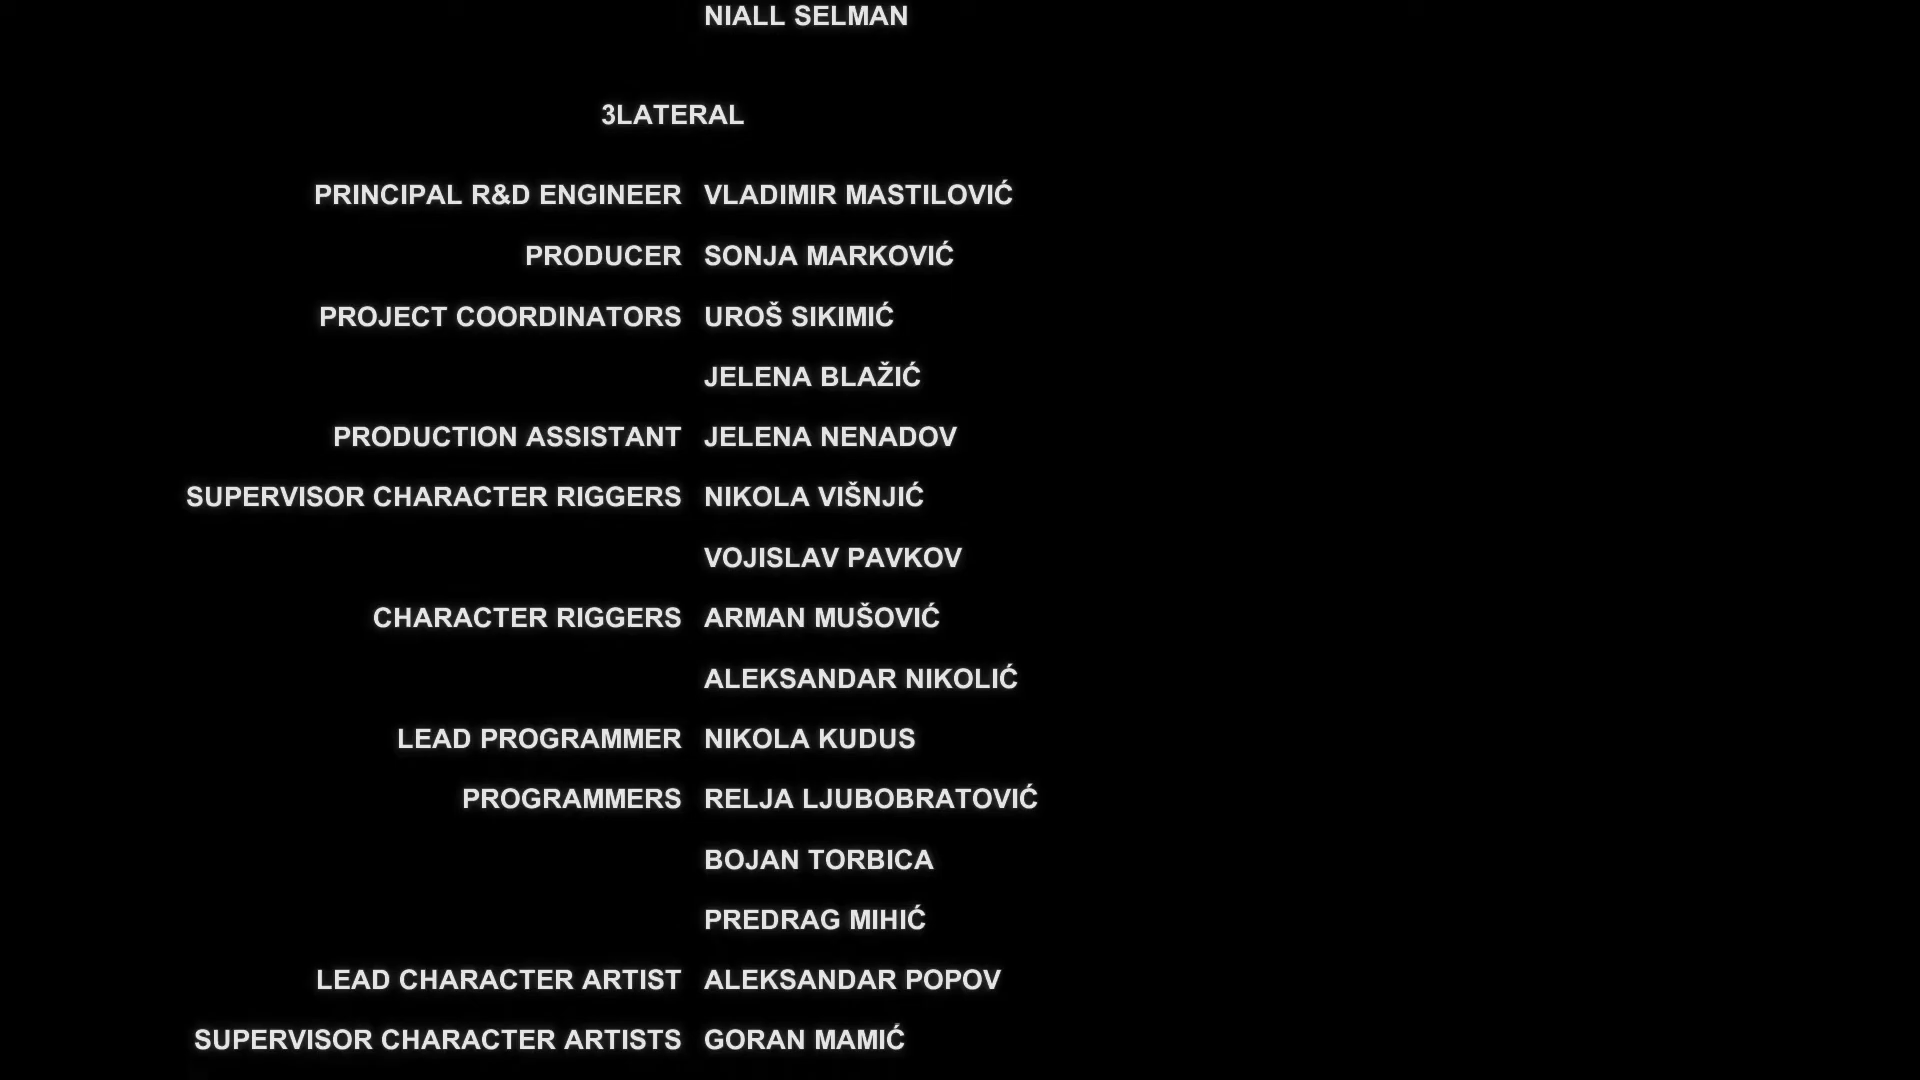 NIALL SELMAN
3LATERAL
PRINCIPAL R&D ENGINEER VLADIMIR MASTILOVIĆ
PRODUCER SONJA MARKOVIĆ
PROJECT COORDINATORS UROŠ SIKIMIĆ
JELENA BLAŽIĆ
PRODUCTION ASSISTANT JELENA NENADOV
SUPERVISOR CHARACTER RIGGERS NIKOLA VIŠNJIĆ
VOJISLAV PAVKOV
CHARACTER RIGGERS ARMAN MUŠOVIĆ
ALEKSANDAR NIKOLIĆ
LEAD PROGRAMMER NIKOLA KUDUS
PROGRAMMERS RELJA LJUBOBRATOVIĆ
BOJAN TORBICA
PREDRAG MIHIĆ
LEAD CHARACTER ARTIST ALEKSANDAR POPOV
SUPERVISOR CHARACTER ARTISTS GORAN MAMIĆ